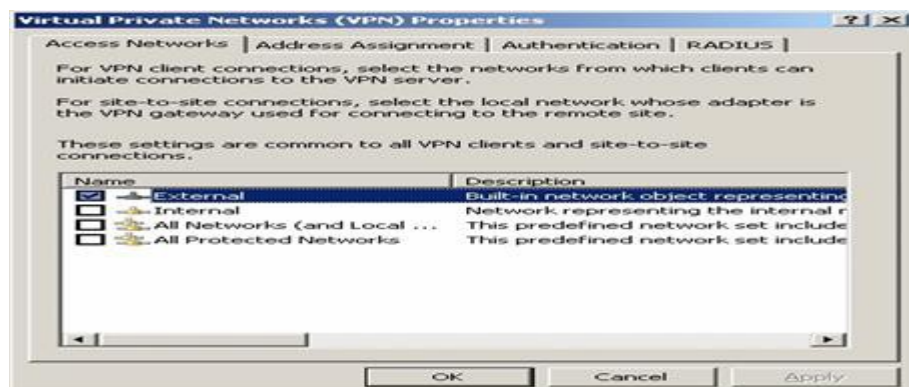 Virtual Private Networks (VPN) Properties
Access Networks Address Assignment Authentication RADIUS
For VPN client connections, select the networks from which clients can
initiate connections to the VPN server.
For site-to-site connections, select the local network whose adapter is
the VPN gateway used for connecting to the remote site.
These settings are common to all VPN clients and site-to-site
connections.
Name Description
External Built-in network object representing
Internal Network representing the internal r
All Networks (and Local ... This predefined network set include
All Protected Networks This predefined network set include
OK Cancel Apply